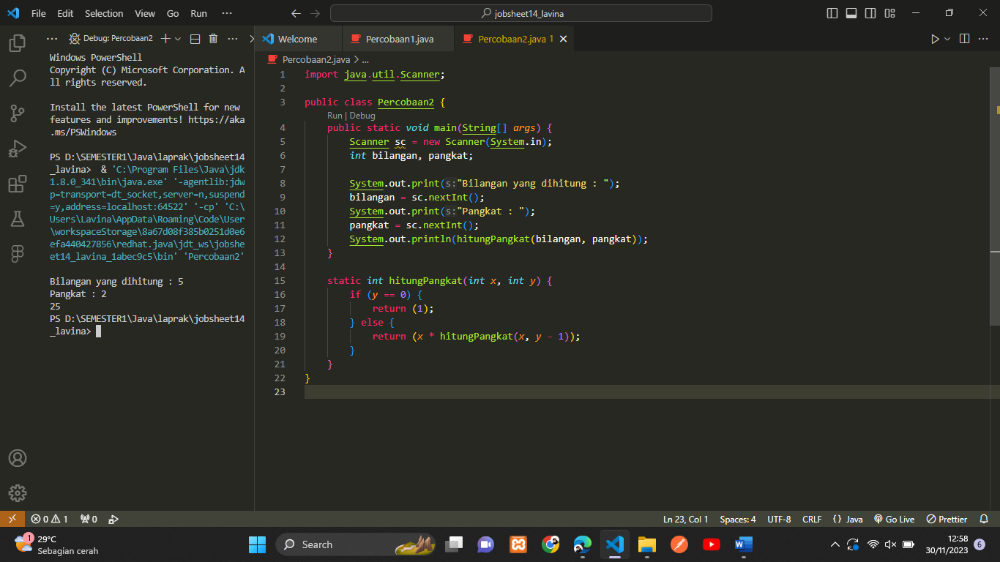 File Edit Selection View Go Run ··· jobsheet14_lavina
Debug: Percobaan2
Windows PowerShell
Copyright (C) Microsoft Corporation. A
ll rights reserved.
Install the latest PowerShell for new
features and improvements! https://aka
.ms/PSWindows
PS D:\SEMESTER1\Java\laprak\jobsheet14
_lavina>  & 'C:\Program Files\Java\jdk
1.8.0_341\bin\java.exe' '-agentlib:jdw
p=transport=dt_socket,server=n,suspend
=y,address=localhost:64522' '-cp' 'C:\
Users\Lavina\AppData\Roaming\Code\User
\workspaceStorage\8a67d08f385b0251d0e6
efa440427856\redhat.java\jdt_ws\jobshe
et14_lavina_1abec9c5\bin' 'Percobaan2'
Bilangan yang dihitung : 5
Pangkat : 2
25
PS D:\SEMESTER1\Java\laprak\jobsheet14
_lavina>
Welcome Percobaan1.java Percobaan2.java 1
Percobaan2.java > ...
1 import java.util.Scanner;
2
3 public class Percobaan2 {
Run | Debug
4 public static void main(String[] args) {
5 Scanner sc = new Scanner(System.in);
6 int bilangan, pangkat;
7
8 System.out.print(s:"Bilangan yang dihitung : ");
9 bilangan = sc.nextInt();
10 System.out.print(s:"Pangkat : ");
11 pangkat = sc.nextInt();
12 System.out.println(hitungPangkat(bilangan, pangkat));
13 }
14
15 static int hitungPangkat(int x, int y) {
16 if (y == 0) {
17 return (1);
18 } else {
19 return (x * hitungPangkat(x, y - 1));
20 }
21 }
22 }
23
0 1 0 Ln 23, Col 1 Spaces: 4 UTF-8 CRLF {} Java Go Live Prettier
1 29°C
Sebagian cerah
Search
12:58
30/11/2023 6